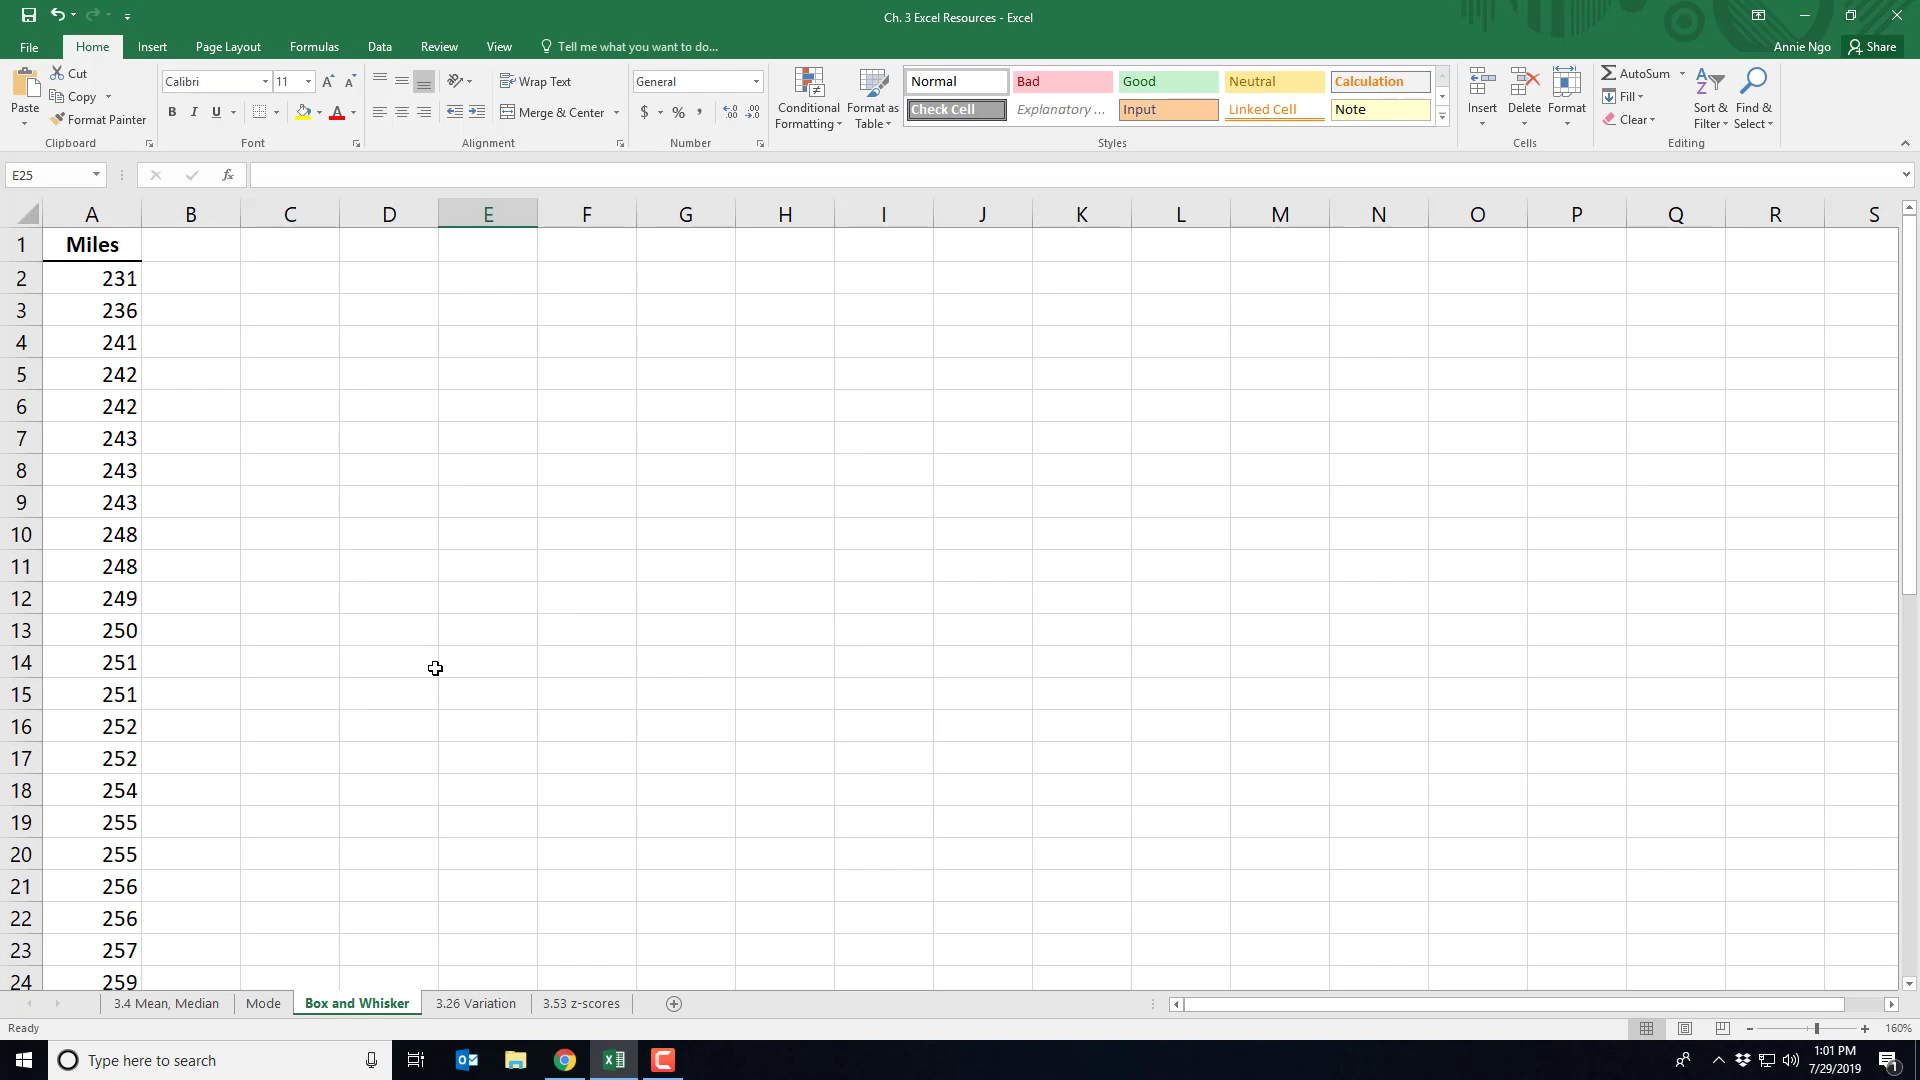 Ch. 3 Excel Resources - Excel
File Home Insert Page Layout Formulas Data Review View Tell me what you want to do... Annie Ngo Share
Paste
Cut
Copy
Format Painter
Clipboard
Calibri 11
B I U
Font
Wrap Text
Merge & Center
Alignment
General
$ % ,
Number
Conditional Formatting
Format as Table
Normal Bad Good Neutral Calculation
Check Cell Explanatory ... Input Linked Cell Note
Styles
Insert Delete Format
Cells
AutoSum
Fill
Clear
Sort & Filter
Find & Select
Editing
E25 fx
A B C D E F G H I J K L M N O P Q R S
1 Miles
2 231
3 236
4 241
5 242
6 242
7 243
8 243
9 243
10 248
11 248
12 249
13 250
14 251
15 251
16 252
17 252
18 254
19 255
20 255
21 256
22 256
23 257
24 259
3.4 Mean, Median Mode Box and Whisker 3.26 Variation 3.53 z-scores
Ready 160%
Type here to search
1:01 PM
7/29/2019
1